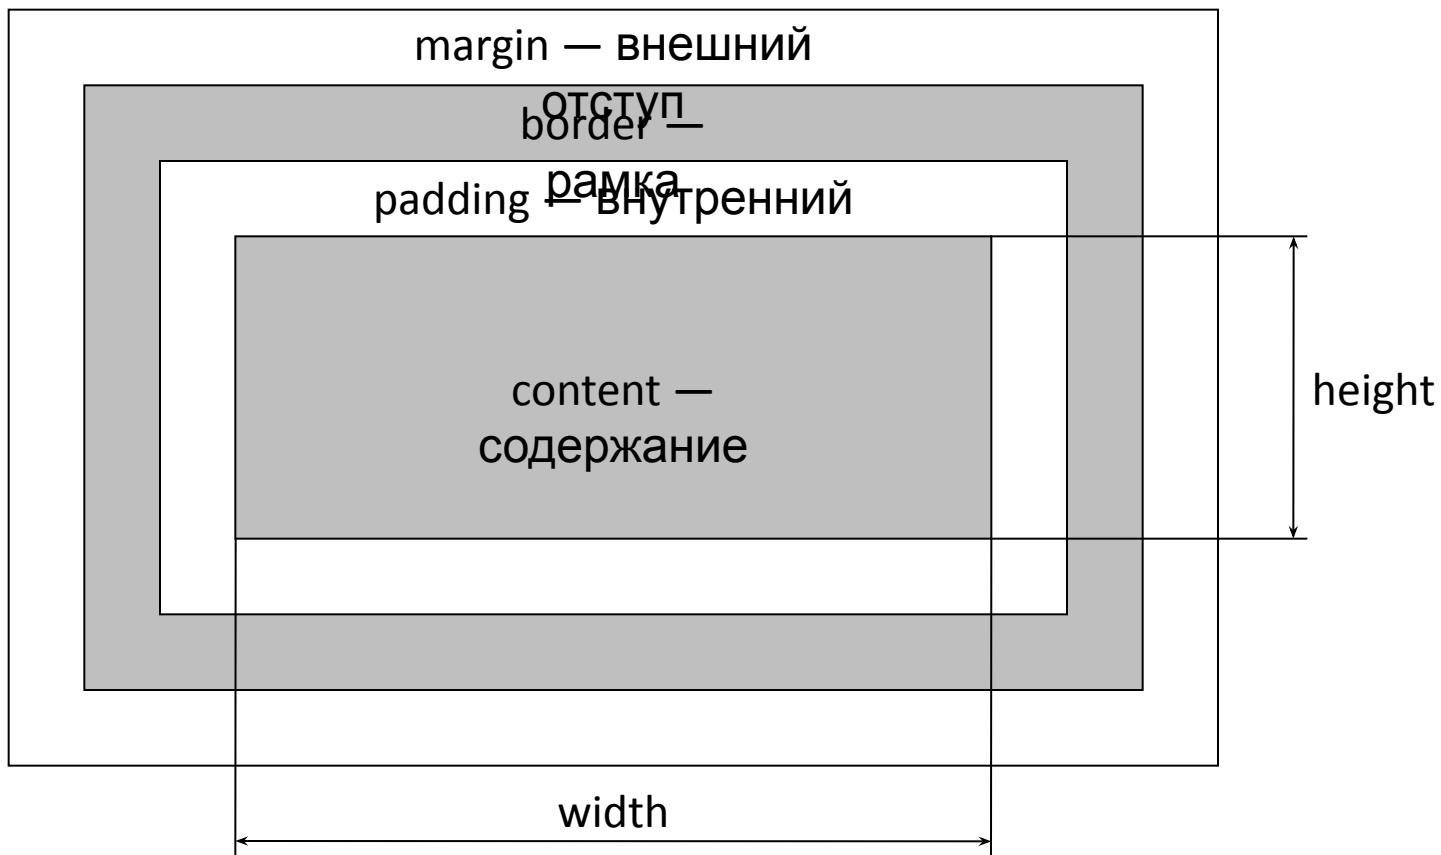 margin — внешний
отступ
border —
рамка
padding — внутренний
content —
содержание
height
width